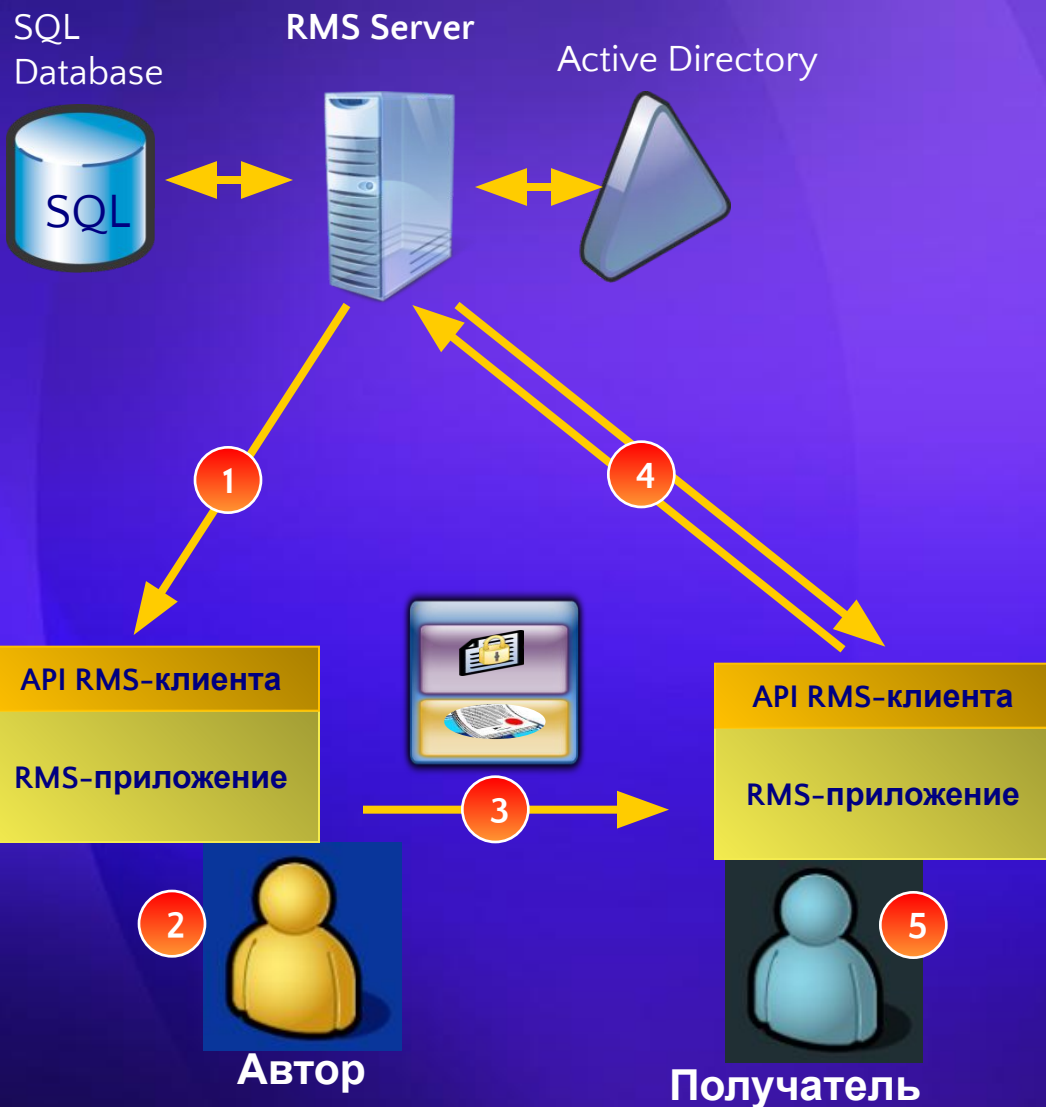 SQL
Database
RMS Server
Active Directory
SQL
1
4
API RMS-клиента
RMS-приложение
API RMS-клиента
RMS-приложение
3
2
5
Автор
Получатель